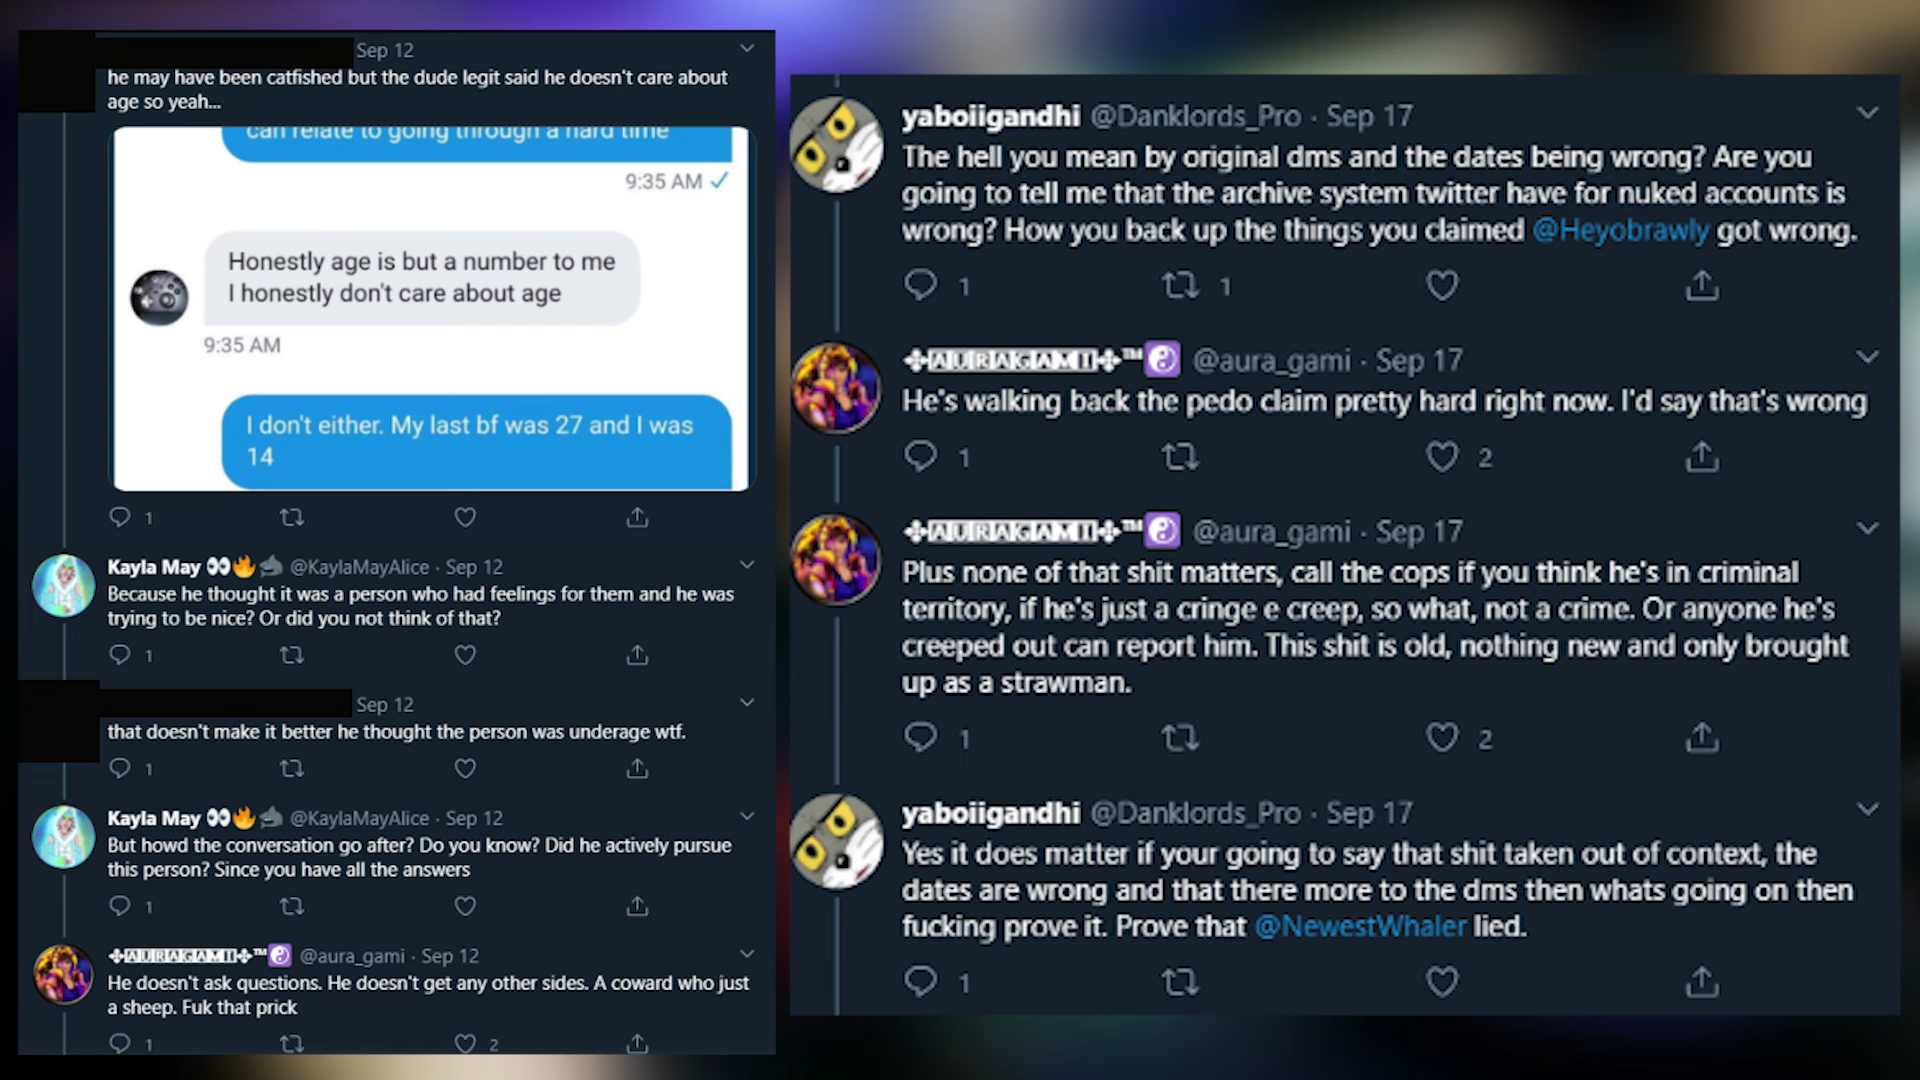 Sep 12
he may have been catfished but the dude legit said he doesn't care about
age so yeah...
can relate to going through a hard time
9:35 AM ✓
Honestly age is but a number to me
I honestly don't care about age
9:35 AM
I don't either. My last bf was 27 and I was
14
1
Kayla May 👀🔥 @KaylaMayAlice · Sep 12
Because he thought it was a person who had feelings for them and he was
trying to be nice? Or did you not think of that?
1
Sep 12
that doesn't make it better he thought the person was underage wtf.
1
Kayla May 👀🔥 @KaylaMayAlice · Sep 12
But howd the conversation go after? Do you know? Did he actively pursue
this person? Since you have all the answers
1
✤AURAGAMI✤™☯️ @aura_gami · Sep 12
He doesn't ask questions. He doesn't get any other sides. A coward who just
a sheep. Fuk that prick
1 2
yaboiigandhi @Danklords_Pro · Sep 17
The hell you mean by original dms and the dates being wrong? Are you
going to tell me that the archive system twitter have for nuked accounts is
wrong? How you back up the things you claimed @Heyobrawly got wrong.
1 1
✤AURAGAMI✤™☯️ @aura_gami · Sep 17
He's walking back the pedo claim pretty hard right now. I'd say that's wrong
1 2
✤AURAGAMI✤™☯️ @aura_gami · Sep 17
Plus none of that shit matters, call the cops if you think he's in criminal
territory, if he's just a cringe e creep, so what, not a crime. Or anyone he's
creeped out can report him. This shit is old, nothing new and only brought
up as a strawman.
1 2
yaboiigandhi @Danklords_Pro · Sep 17
Yes it does matter if your going to say that shit taken out of context, the
dates are wrong and that there more to the dms then whats going on then
fucking prove it. Prove that @NewestWhaler lied.
1